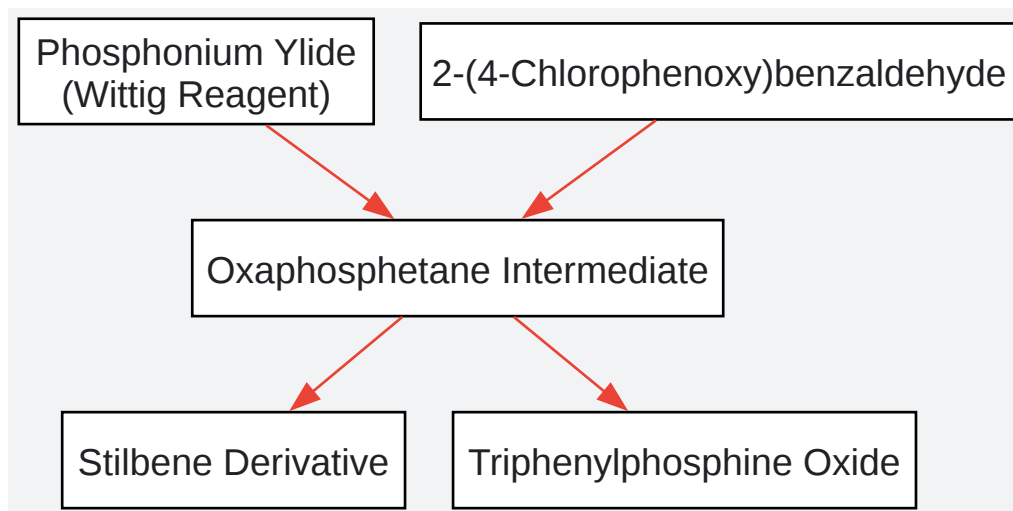 Phosphonium Ylide
(Wittig Reagent)
2-(4-Chlorophenoxy)benzaldehyde
Oxaphosphetane Intermediate
Stilbene Derivative
Triphenylphosphine Oxide